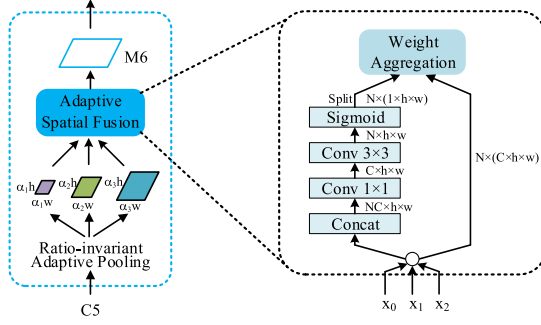 M6
Adaptive
Spatial Fusion
α₁h
α₁w
α₂h
α₂w
α₃h
α₃w
Ratio-invariant
Adaptive Pooling
C5
Weight
Aggregation
Split
N×(1×h×w)
Sigmoid
N×h×w
Conv 3×3
C×h×w
Conv 1×1
NC×h×w
Concat
N×(C×h×w)
x₀
x₁
x₂